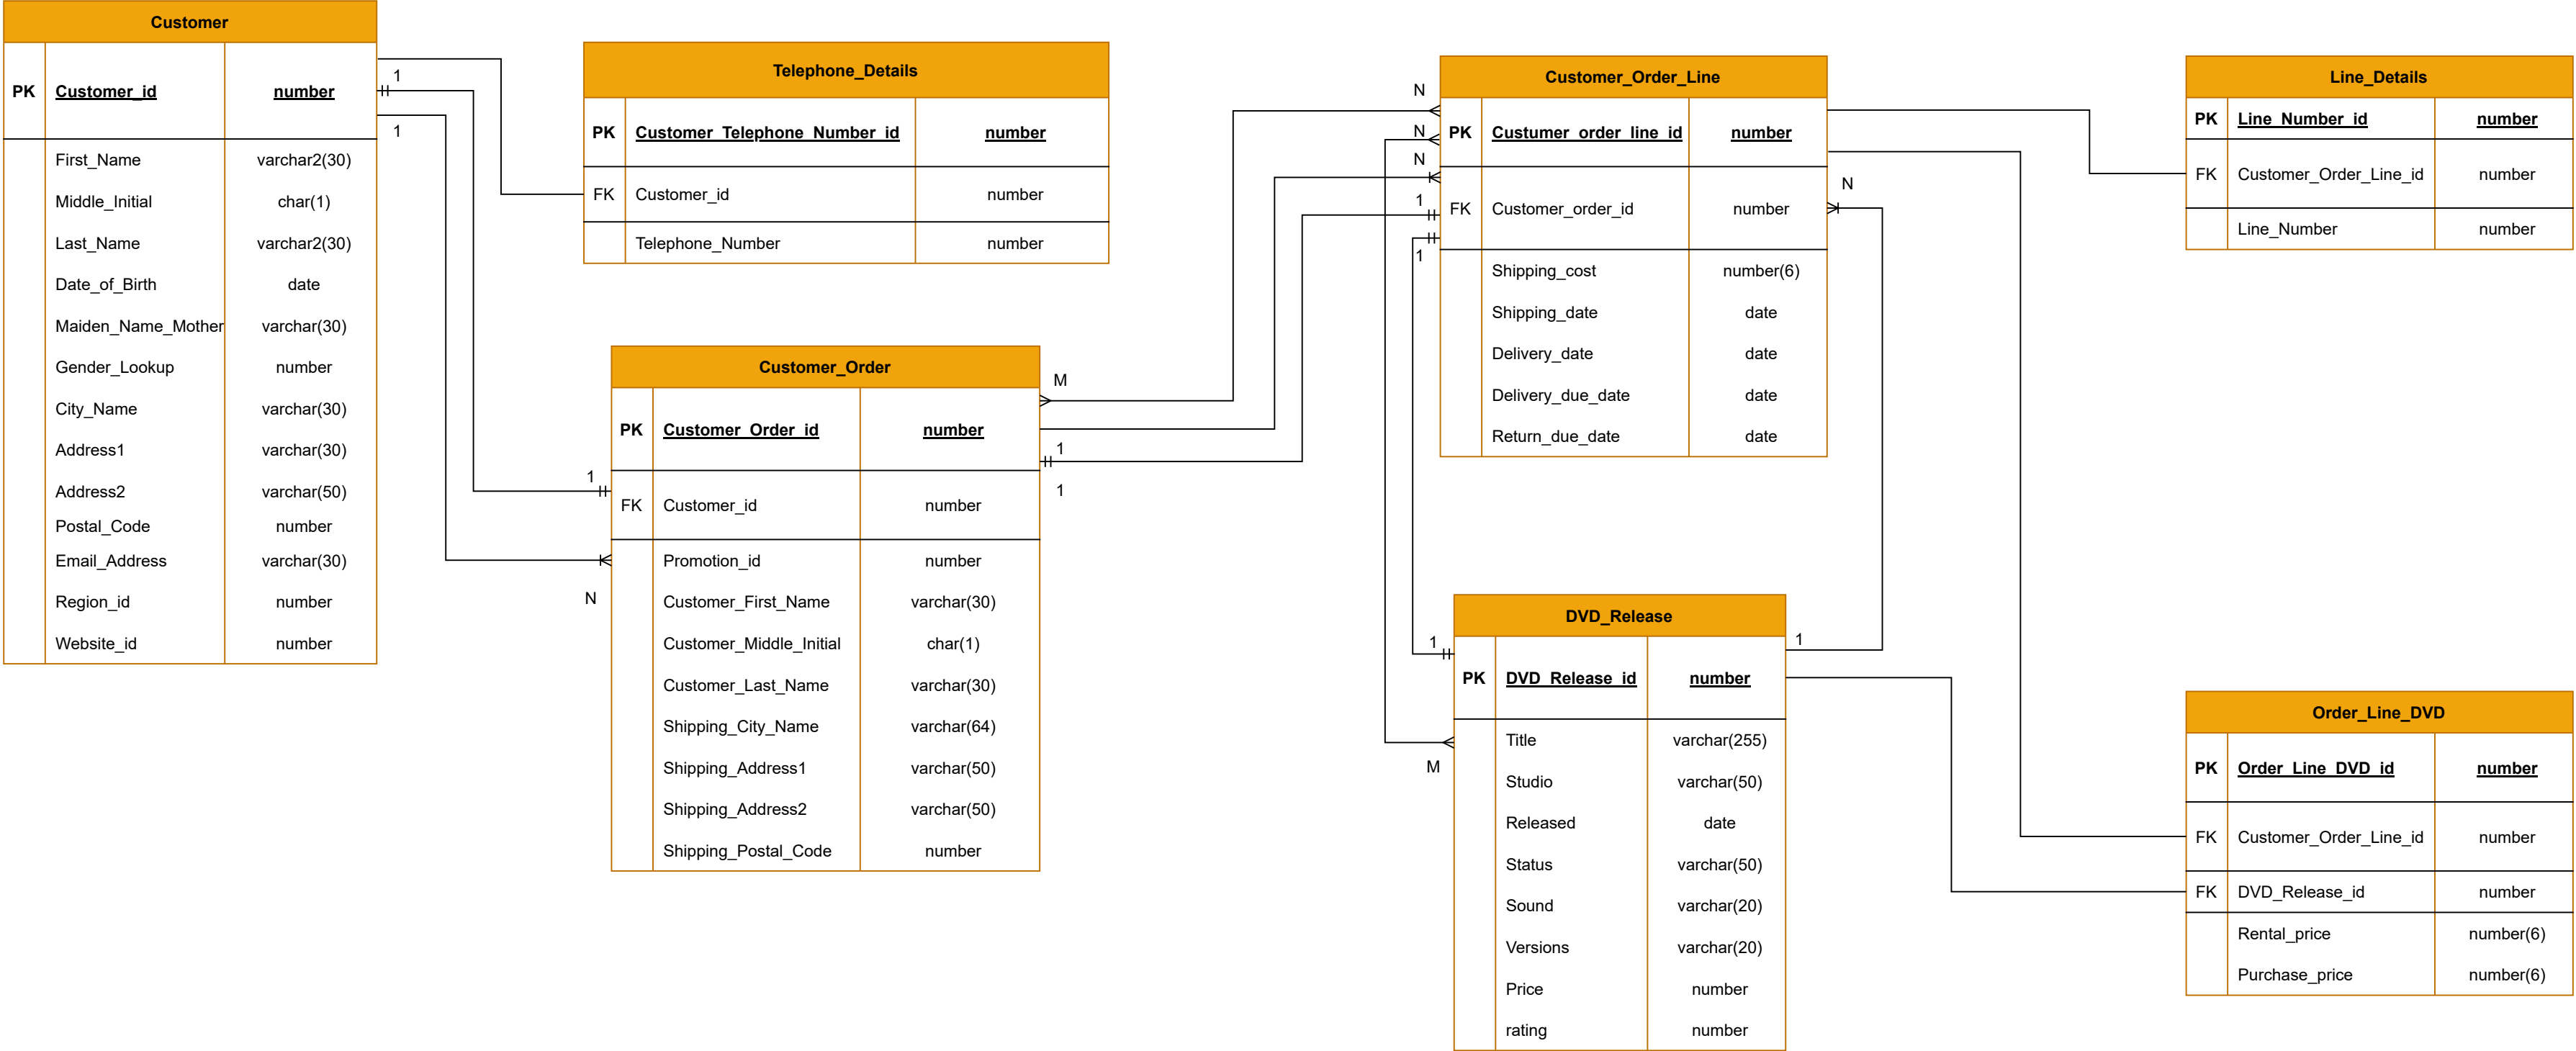 Customer
PK Customer_id number
First_Name varchar2(30)
Middle_Initial char(1)
Last_Name varchar2(30)
Date_of_Birth date
Maiden_Name_Mother varchar(30)
Gender_Lookup number
City_Name varchar(30)
Address1 varchar(30)
Address2 varchar(50)
Postal_Code number
Email_Address varchar(30)
Region_id number
Website_id number
1
1
Telephone_Details
PK Customer_Telephone_Number_id number
FK Customer_id number
Telephone_Number number
1
N
Customer_Order
PK Customer_Order_id number
FK Customer_id number
Promotion_id number
Customer_First_Name varchar(30)
Customer_Middle_Initial char(1)
Customer_Last_Name varchar(30)
Shipping_City_Name varchar(64)
Shipping_Address1 varchar(50)
Shipping_Address2 varchar(50)
Shipping_Postal_Code number
M
1
1
N
N
N
1
1
Customer_Order_Line
PK Custumer_order_line_id number
FK Customer_order_id number
Shipping_cost number(6)
Shipping_date date
Delivery_date date
Delivery_due_date date
Return_due_date date
N
1
M
1
DVD_Release
PK DVD_Release_id number
Title varchar(255)
Studio varchar(50)
Released date
Status varchar(50)
Sound varchar(20)
Versions varchar(20)
Price number
rating number
Line_Details
PK Line_Number_id number
FK Customer_Order_Line_id number
Line_Number number
Order_Line_DVD
PK Order_Line_DVD_id number
FK Customer_Order_Line_id number
FK DVD_Release_id number
Rental_price number(6)
Purchase_price number(6)